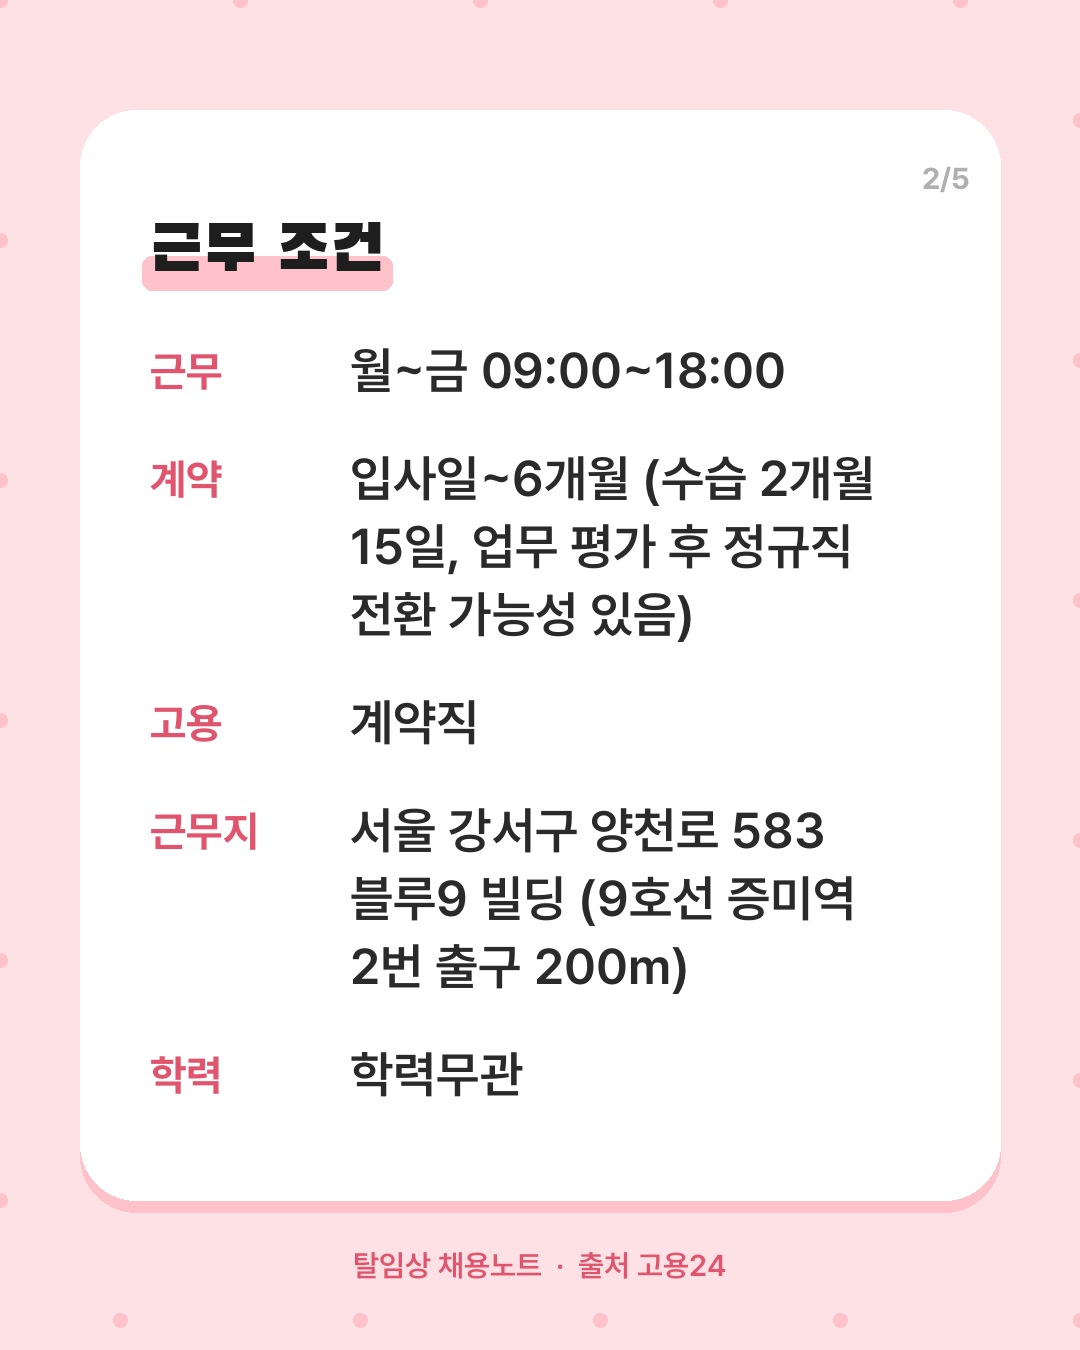 2/5
근무 조건
근무 월~금 09:00~18:00
계약 입사일~6개월 (수습 2개월
15일, 업무 평가 후 정규직
전환 가능성 있음)
고용 계약직
근무지 서울 강서구 양천로 583
블루9 빌딩 (9호선 증미역
2번 출구 200m)
학력 학력무관
탈임상 채용노트 · 출처 고용24